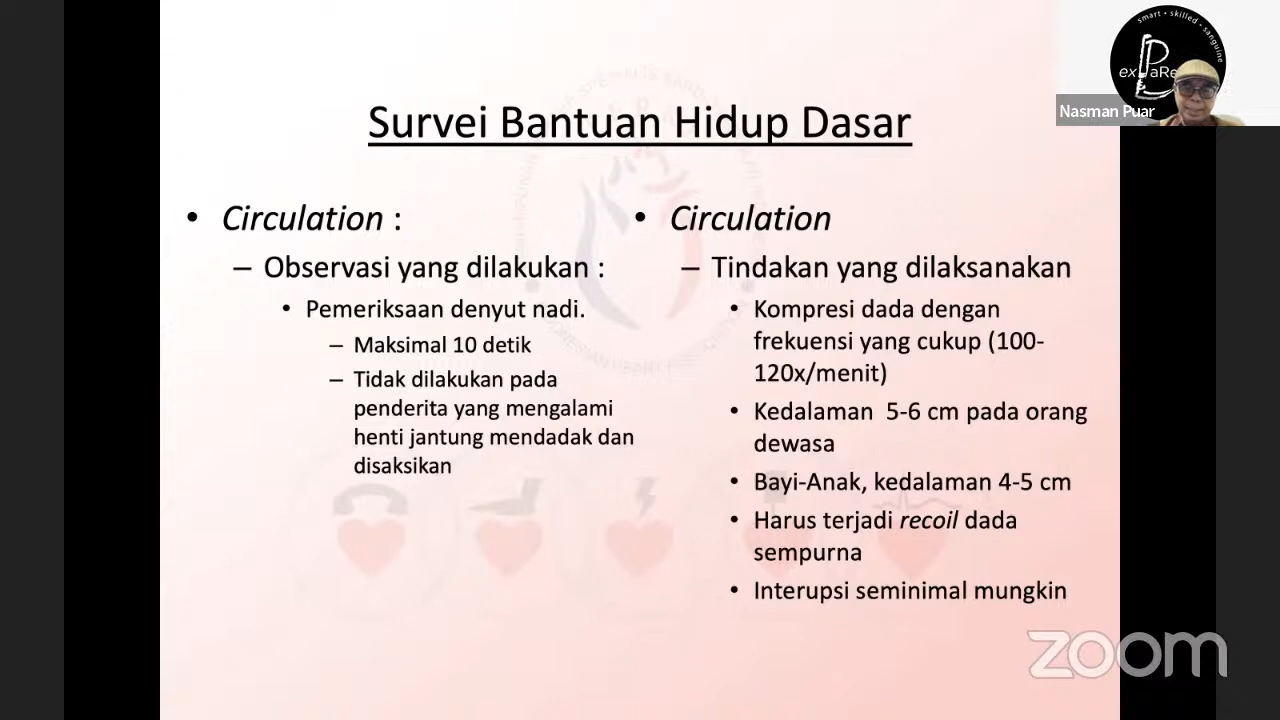 smart • skilled • sanguine
Nasman Puar
Survei Bantuan Hidup Dasar
• Circulation :
– Observasi yang dilakukan :
• Pemeriksaan denyut nadi.
– Maksimal 10 detik
– Tidak dilakukan pada
penderita yang mengalami
henti jantung mendadak dan
disaksikan
• Circulation
– Tindakan yang dilaksanakan
• Kompresi dada dengan
frekuensi yang cukup (100-
120x/menit)
• Kedalaman 5-6 cm pada orang
dewasa
• Bayi-Anak, kedalaman 4-5 cm
• Harus terjadi recoil dada
sempurna
• Interupsi seminimal mungkin
zoom